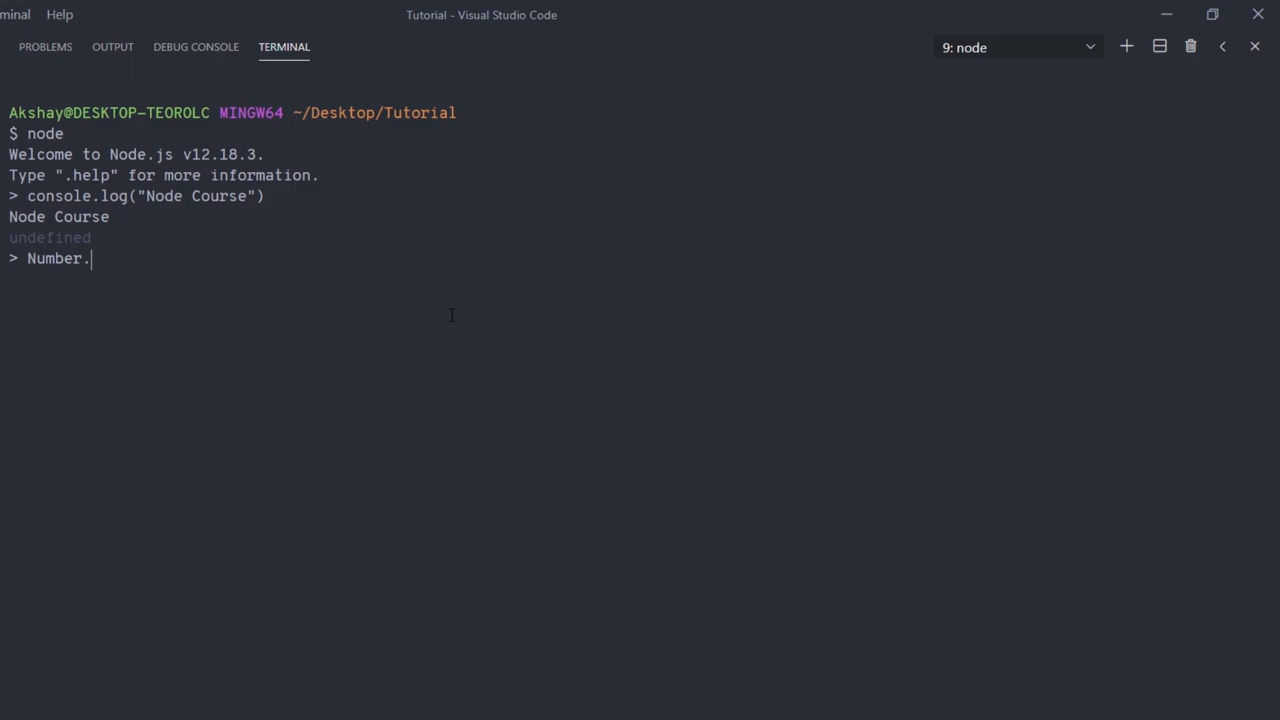 minal Help Tutorial - Visual Studio Code
PROBLEMS OUTPUT DEBUG CONSOLE TERMINAL 9: node
Akshay@DESKTOP-TEOROLC MINGW64 ~/Desktop/Tutorial
$ node
Welcome to Node.js v12.18.3.
Type ".help" for more information.
> console.log("Node Course")
Node Course
undefined
> Number.